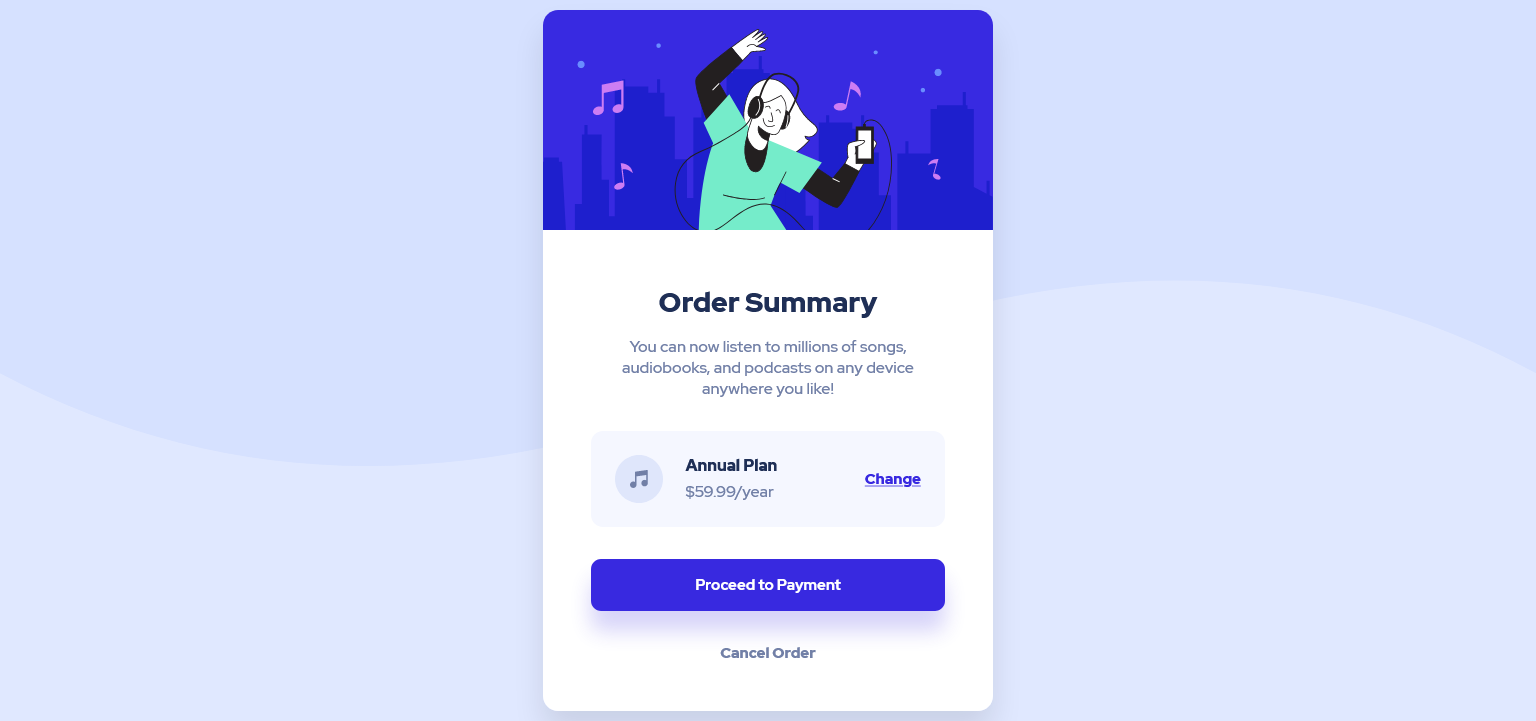 Order Summary
You can now listen to millions of songs,
audiobooks, and podcasts on any device
anywhere you like!
Annual Plan
$59.99/year
Change
Proceed to Payment
Cancel Order